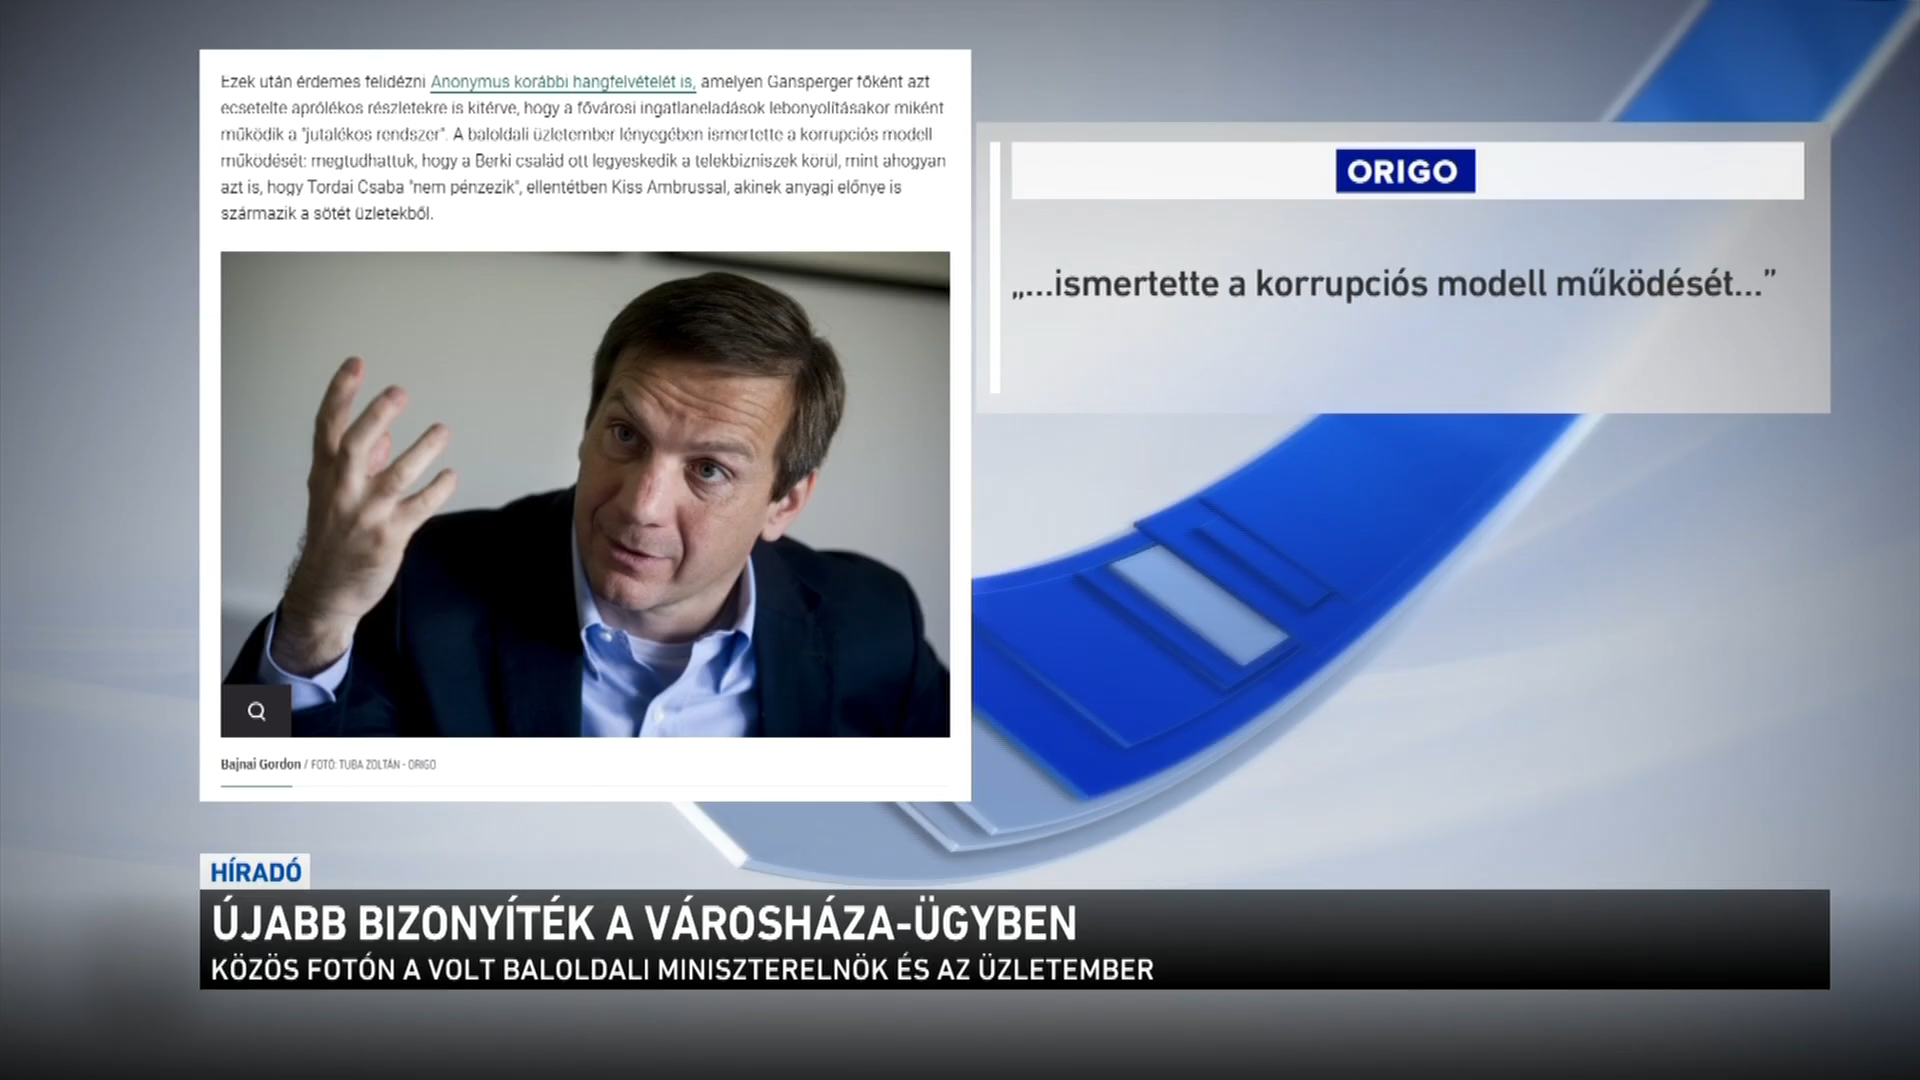 Ezek után érdemes felidézni Anonymus korábbi hangfelvételét is, amelyen Gansperger főként azt
ecsetelte aprólékos részletekre is kitérve, hogy a fővárosi ingatlaneladások lebonyolításakor miként
működik a "jutalékos rendszer". A baloldali üzletember lényegében ismertette a korrupciós modell
működését: megtudhattuk, hogy a Berki család ott legyeskedik a telekbizniszek körül, mint ahogyan
azt is, hogy Tordai Csaba "nem pénzezik", ellentétben Kiss Ambrussal, akinek anyagi előnye is
származik a sötét üzletekből.
ORIGO
„...ismertette a korrupciós modell működését...”
Bajnai Gordon / FOTÓ: TUBA ZOLTÁN - ORIGO
HÍRADÓ
ÚJABB BIZONYÍTÉK A VÁROSHÁZA-ÜGYBEN
KÖZÖS FOTÓN A VOLT BALOLDALI MINISZTERELNÖK ÉS AZ ÜZLETEMBER